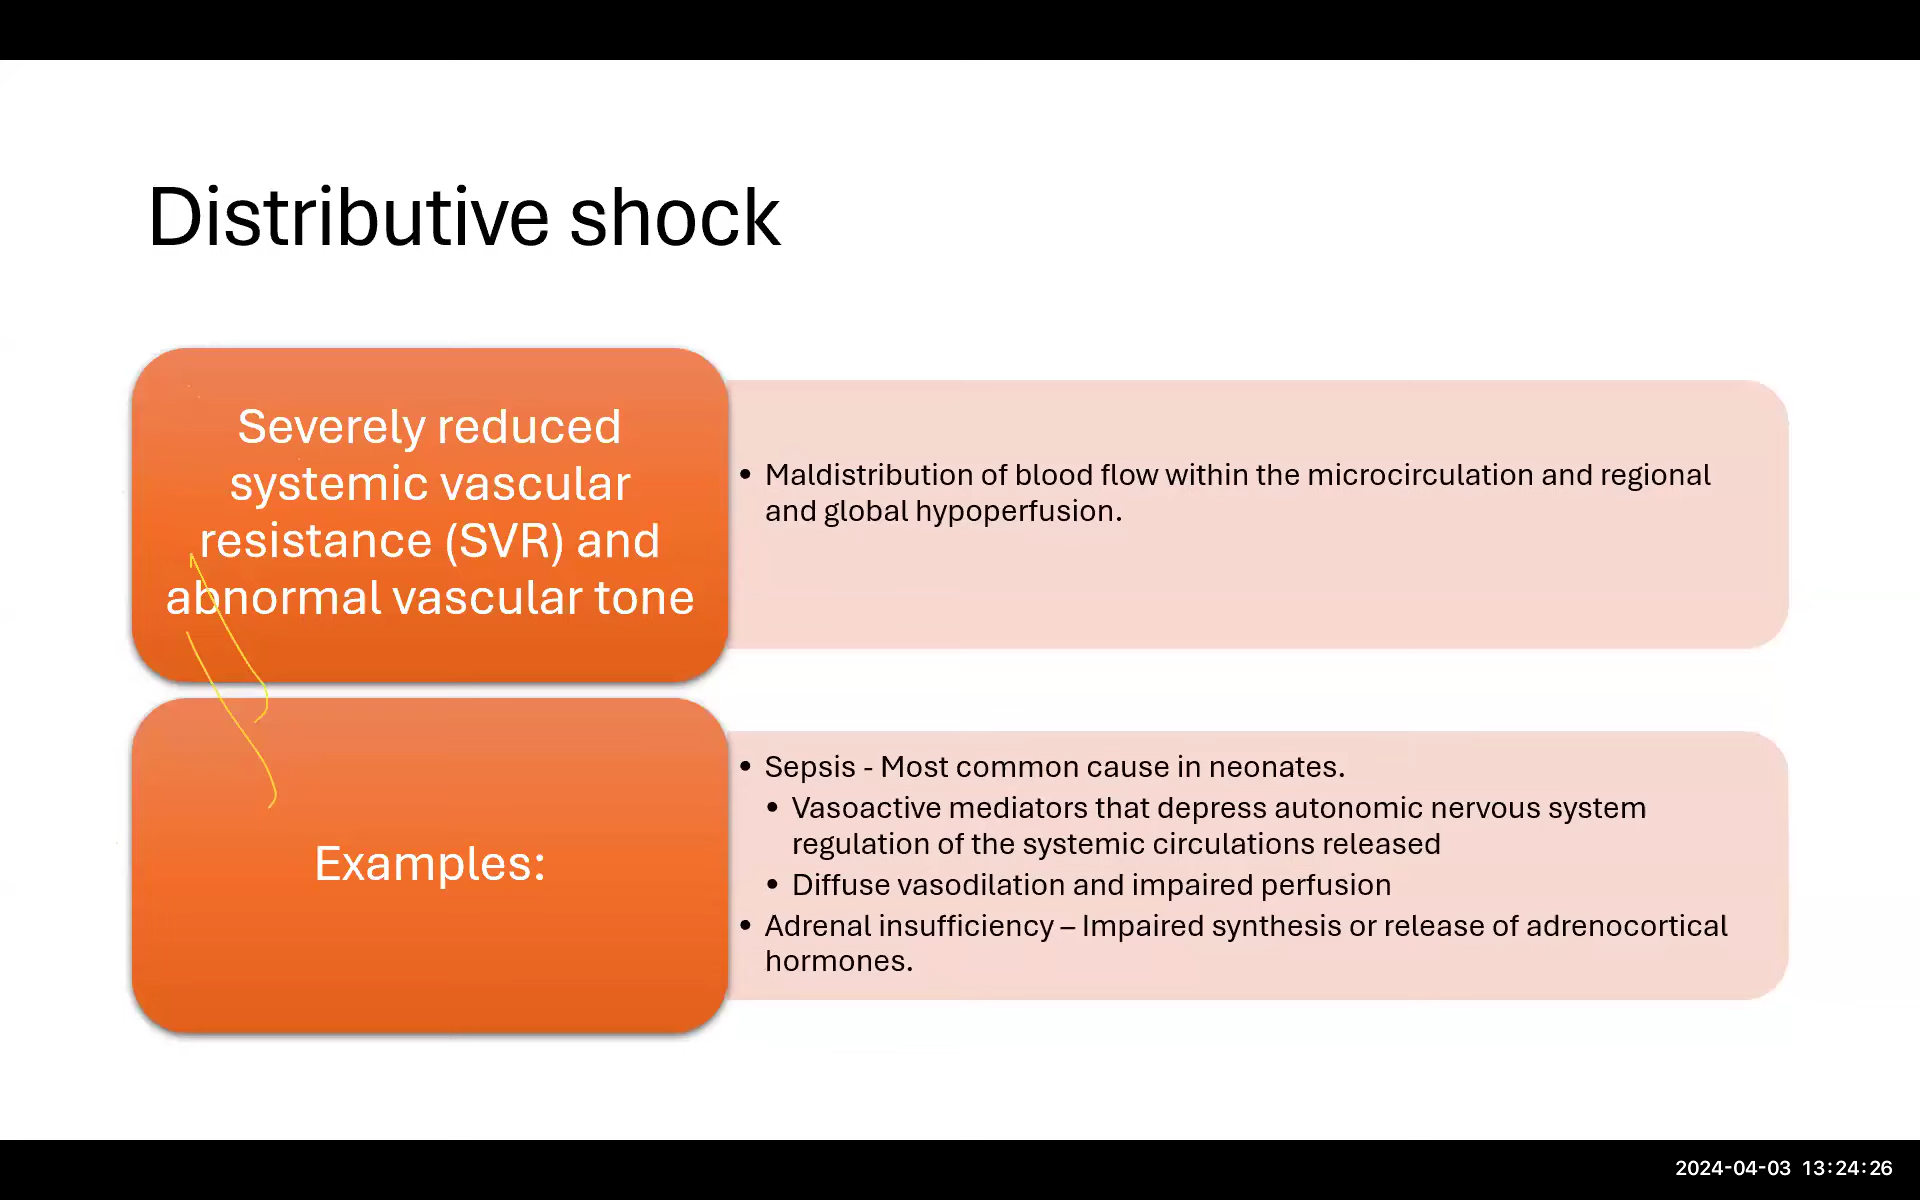 Distributive shock
Severely reduced
systemic vascular
resistance (SVR) and
abnormal vascular tone
• Maldistribution of blood flow within the microcirculation and regional
and global hypoperfusion.
Examples:
• Sepsis - Most common cause in neonates.
• Vasoactive mediators that depress autonomic nervous system
regulation of the systemic circulations released
• Diffuse vasodilation and impaired perfusion
• Adrenal insufficiency – Impaired synthesis or release of adrenocortical
hormones.
2024-04-03 13:24:26